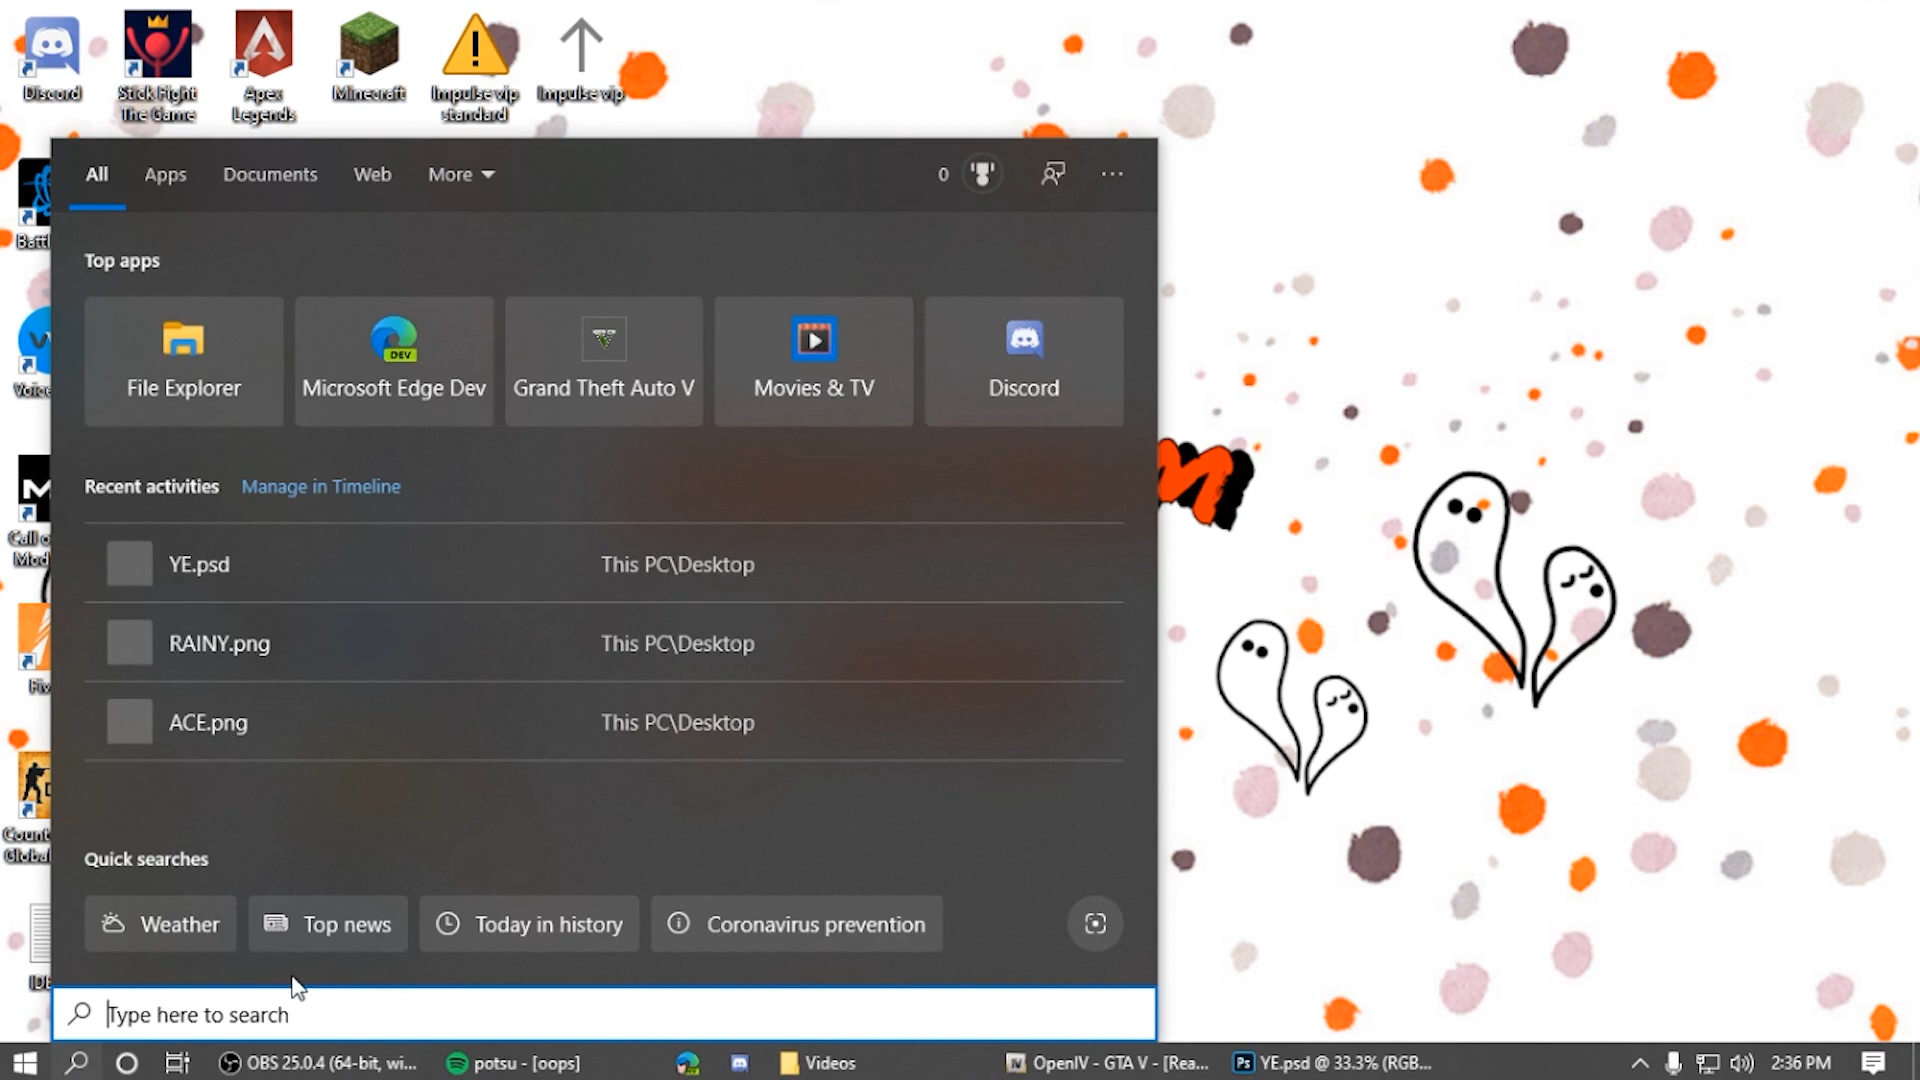 Discord
Stick Fight The Game
Apex Legends
Minecraft
Impulse vip standard
Impulse vip
All
Apps
Documents
Web
More
0
Top apps
File Explorer
DEV
Microsoft Edge Dev
Grand Theft Auto V
Movies & TV
Discord
Recent activities
Manage in Timeline
YE.psd
This PC\Desktop
RAINY.png
This PC\Desktop
ACE.png
This PC\Desktop
Quick searches
Weather
Top news
Today in history
Coronavirus prevention
Type here to search
OBS 25.0.4 (64-bit, wi...
potsu - [oops]
Videos
OpenIV - GTA V - [Rea...
Ps
YE.psd @ 33.3% (RGB...
2:36 PM